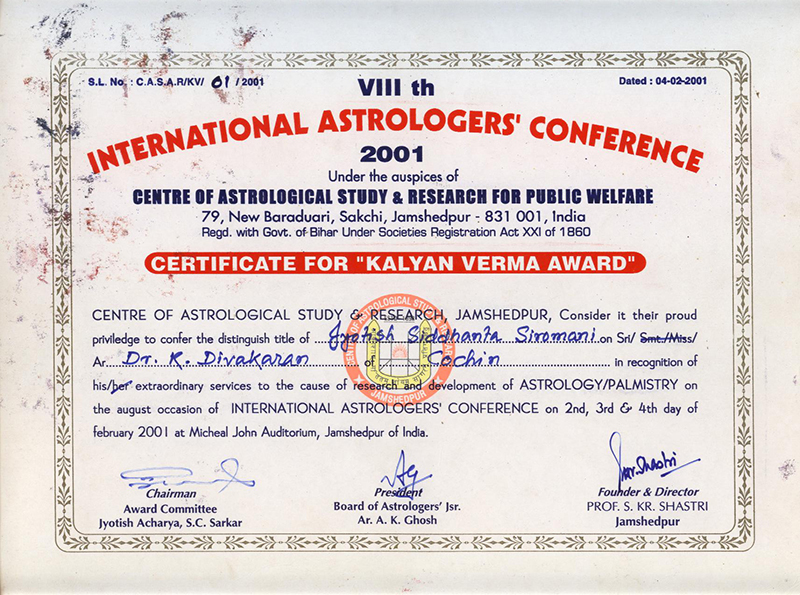 S.L. No. : C.A.S.A.R/KV/ 01 / 2001
Dated : 04-02-2001
VIII th
INTERNATIONAL ASTROLOGERS' CONFERENCE
2001
Under the auspices of
CENTRE OF ASTROLOGICAL STUDY & RESEARCH FOR PUBLIC WELFARE
79, New Baraduari, Sakchi, Jamshedpur - 831 001, India
Regd. with Govt. of Bihar Under Societies Registration Act XXI of 1860
CERTIFICATE FOR "KALYAN VERMA AWARD"
CENTRE OF ASTROLOGICAL STUDY & RESEARCH, JAMSHEDPUR, Consider it their proud
priviledge to confer the distinguish title of Jyotish Siddhanta Siromani on Sri/ Smt./Miss/
Ar Dr. K. Divakaran of Cochin in recognition of
his/her extraordinary services to the cause of research and development of ASTROLOGY/PALMISTRY on
the august occasion of INTERNATIONAL ASTROLOGERS' CONFERENCE on 2nd, 3rd & 4th day of
february 2001 at Micheal John Auditorium, Jamshedpur of India.
CENTRE OF ASTROLOGICAL STUDY &
JAMSHEDPUR
Chairman
Award Committee
Jyotish Acharya, S.C. Sarkar
President
Board of Astrologers' Jsr.
Ar. A. K. Ghosh
Founder & Director
PROF. S. KR. SHASTRI
Jamshedpur